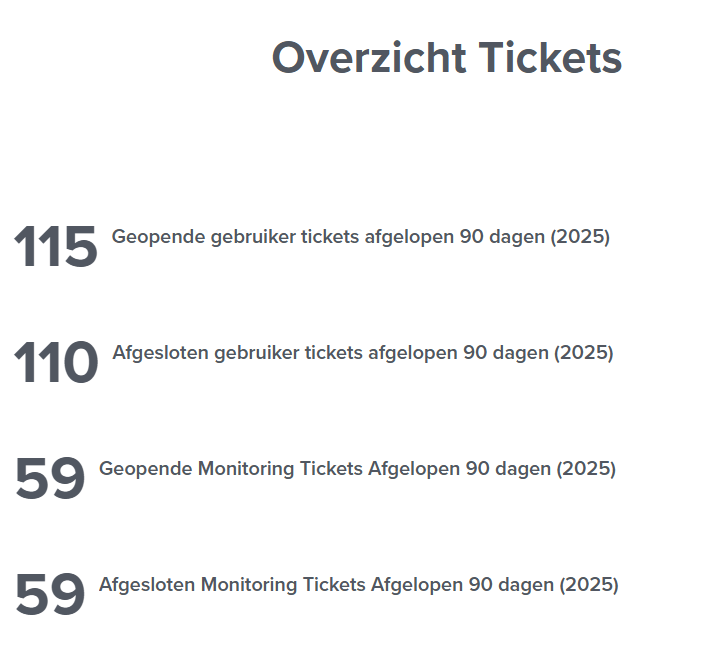 Overzicht Tickets
115 Geopende gebruiker tickets afgelopen 90 dagen (2025)
110 Afgesloten gebruiker tickets afgelopen 90 dagen (2025)
59 Geopende Monitoring Tickets Afgelopen 90 dagen (2025)
59 Afgesloten Monitoring Tickets Afgelopen 90 dagen (2025)